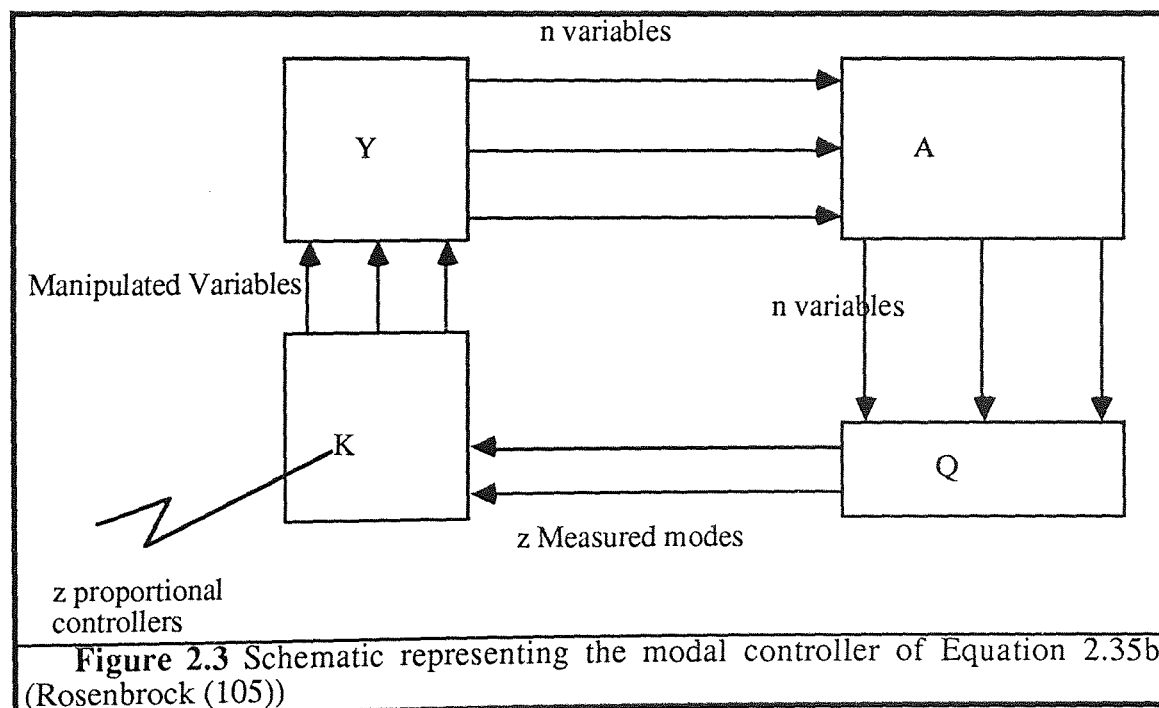 n variables
Y
A
Manipulated Variables
n variables
K
Q
z Measured modes
z proportional
controllers
Figure 2.3 Schematic representing the modal controller of Equation 2.35b
(Rosenbrock (105))